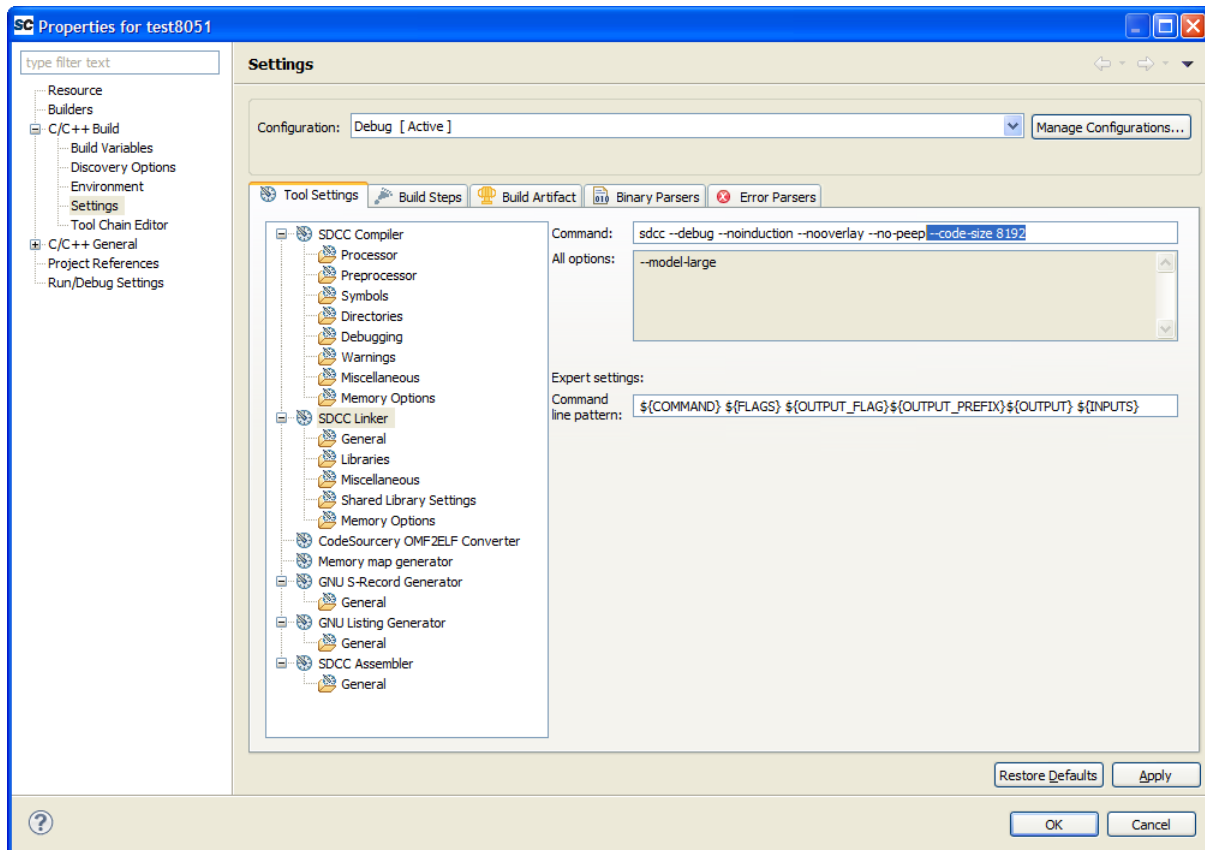 SC Properties for test8051
type filter text
Resource
Builders
C/C++ Build
Build Variables
Discovery Options
Environment
Settings
Tool Chain Editor
C/C++ General
Project References
Run/Debug Settings
Settings
Configuration: Debug [ Active ] Manage Configurations...
Tool Settings Build Steps Build Artifact 010 Binary Parsers Error Parsers
SDCC Compiler
Processor
Preprocessor
Symbols
Directories
Debugging
Warnings
Miscellaneous
Memory Options
SDCC Linker
General
Libraries
Miscellaneous
Shared Library Settings
Memory Options
CodeSourcery OMF2ELF Converter
Memory map generator
GNU S-Record Generator
General
GNU Listing Generator
General
SDCC Assembler
General
Command: sdcc --debug --noinduction --nooverlay --no-peep --code-size 8192
All options: --model-large
Expert settings:
Command
line pattern: ${COMMAND} ${FLAGS} ${OUTPUT_FLAG}${OUTPUT_PREFIX}${OUTPUT} ${INPUTS}
Restore Defaults Apply
? OK Cancel